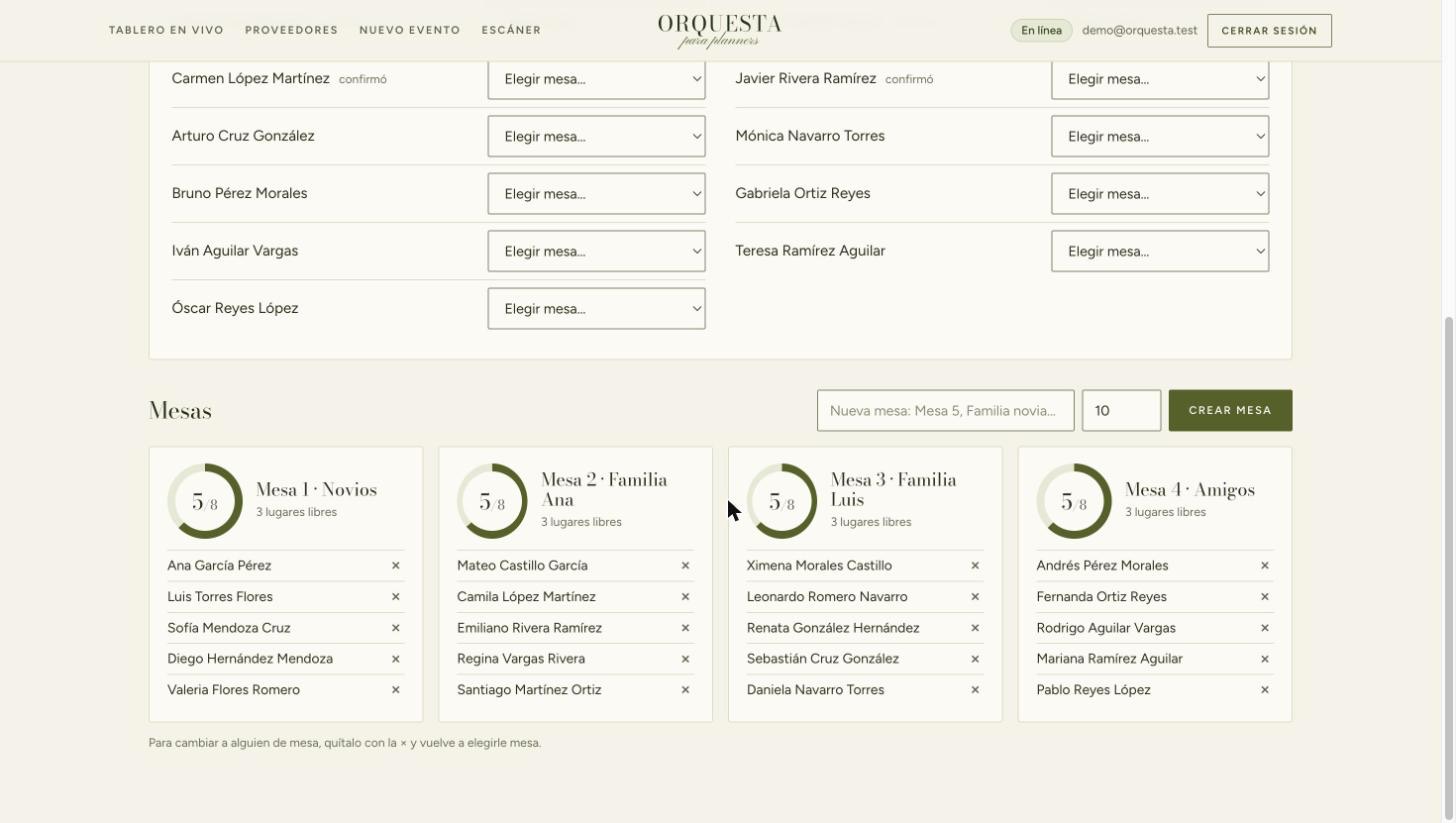 TABLERO EN VIVO PROVEEDORES NUEVO EVENTO ESCÁNER
ORQUESTA
para planners
En línea demo@orquesta.test CERRAR SESIÓN
Carmen López Martínez confirmó Elegir mesa... Javier Rivera Ramírez confirmó Elegir mesa...
Arturo Cruz González Elegir mesa... Mónica Navarro Torres Elegir mesa...
Bruno Pérez Morales Elegir mesa... Gabriela Ortiz Reyes Elegir mesa...
Iván Aguilar Vargas Elegir mesa... Teresa Ramírez Aguilar Elegir mesa...
Óscar Reyes López Elegir mesa...
Mesas Nueva mesa: Mesa 5, Familia novia... 10 CREAR MESA
5/8 Mesa 1 · Novios
3 lugares libres
Ana García Pérez ×
Luis Torres Flores ×
Sofía Mendoza Cruz ×
Diego Hernández Mendoza ×
Valeria Flores Romero ×
5/8 Mesa 2 · Familia
Ana
3 lugares libres
Mateo Castillo García ×
Camila López Martínez ×
Emiliano Rivera Ramírez ×
Regina Vargas Rivera ×
Santiago Martínez Ortiz ×
5/8 Mesa 3 · Familia
Luis
3 lugares libres
Ximena Morales Castillo ×
Leonardo Romero Navarro ×
Renata González Hernández ×
Sebastián Cruz González ×
Daniela Navarro Torres ×
5/8 Mesa 4 · Amigos
3 lugares libres
Andrés Pérez Morales ×
Fernanda Ortiz Reyes ×
Rodrigo Aguilar Vargas ×
Mariana Ramírez Aguilar ×
Pablo Reyes López ×
Para cambiar a alguien de mesa, quítalo con la × y vuelve a elegirle mesa.